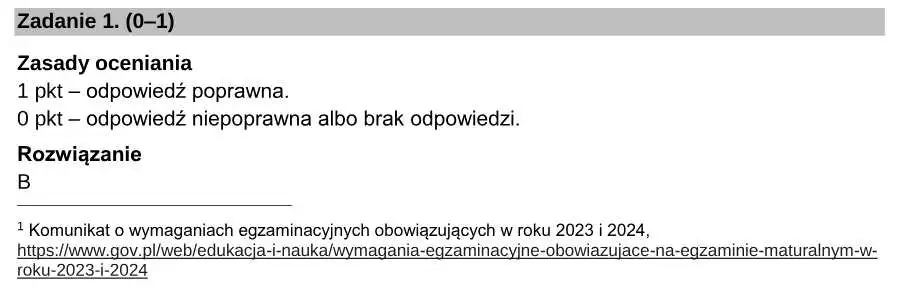 Zadanie 1. (0–1)
Zasady oceniania
1 pkt – odpowiedź poprawna.
0 pkt – odpowiedź niepoprawna albo brak odpowiedzi.
Rozwiązanie
B
1 Komunikat o wymaganiach egzaminacyjnych obowiązujących w roku 2023 i 2024,
https://www.gov.pl/web/edukacja-i-nauka/wymagania-egzaminacyjne-obowiazujace-na-egzaminie-maturalnym-w-
roku-2023-i-2024